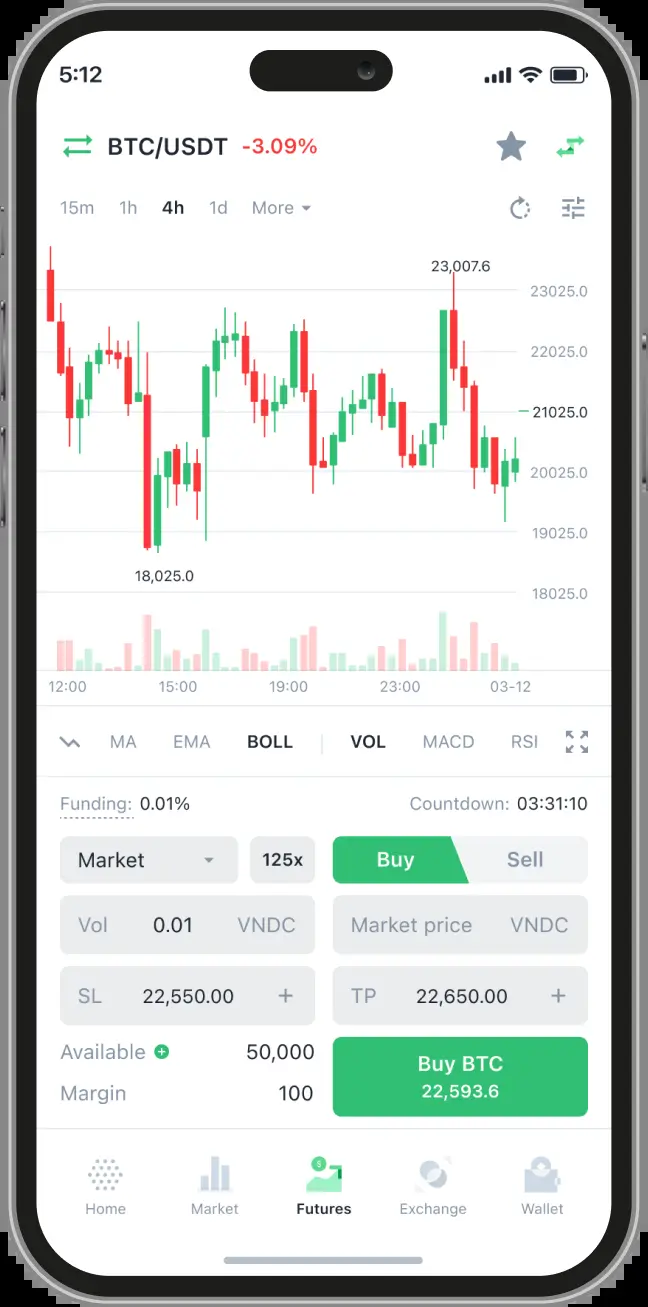 5:12
BTC/USDT -3.09%
15m 1h 4h 1d More
23,007.6
23025.0
22025.0
21025.0
20025.0
19025.0
18,025.0
18025.0
12:00 15:00 19:00 23:00 03-12
MA EMA BOLL VOL MACD RSI
Funding: 0.01% Countdown: 03:31:10
Market 125x Buy Sell
Vol 0.01 VNDC Market price VNDC
SL 22,550.00 + TP 22,650.00 +
Available 50,000 Buy BTC
Margin 100 22,593.6
$
Home Market Futures Exchange Wallet